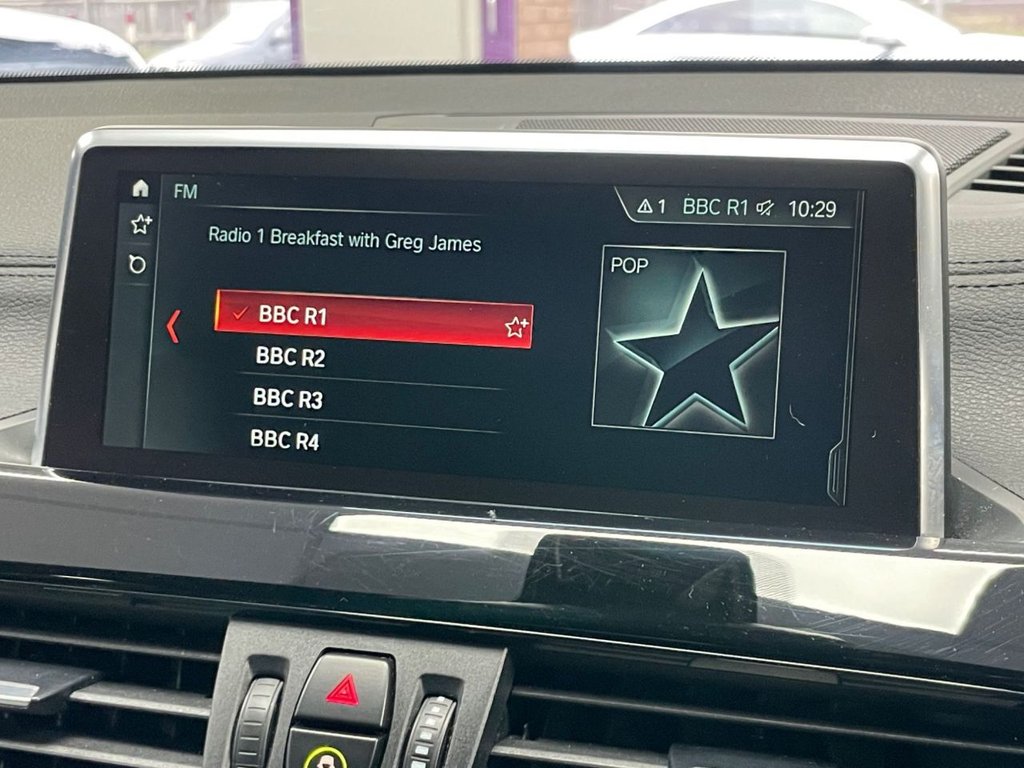 FM
1 BBC R1 10:29
Radio 1 Breakfast with Greg James
POP
BBC R1
BBC R2
BBC R3
BBC R4